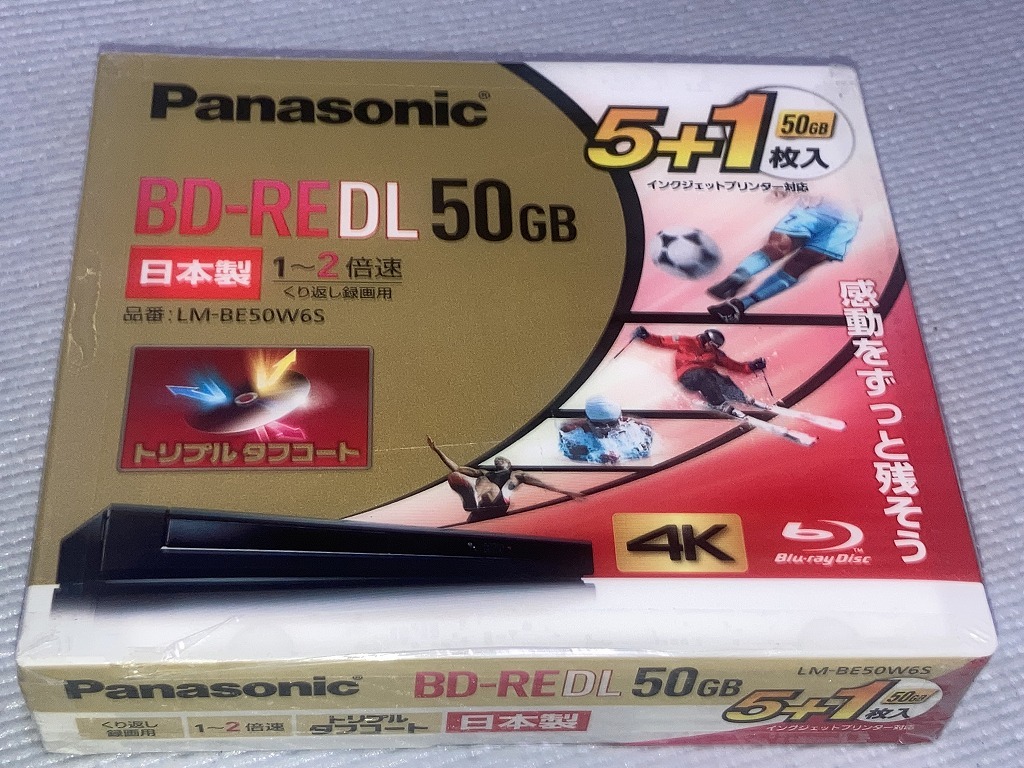 Panasonic®
5+1
50GB
枚入
インクジェットプリンター対応
BD-RE DL 50GB
日本製
1〜2倍速
くり返し録画用
品番:LM-BE50W6S
トリプル タフコート
感動をずっと残そう
4K
Blu-ray Disc™
Panasonic®
BD-RE DL 50GB
LM-BE50W6S
5+1
50GB
枚入
インクジェットプリンター対応
くり返し
録画用
1〜2倍速
トリプル
タフコート
日本製